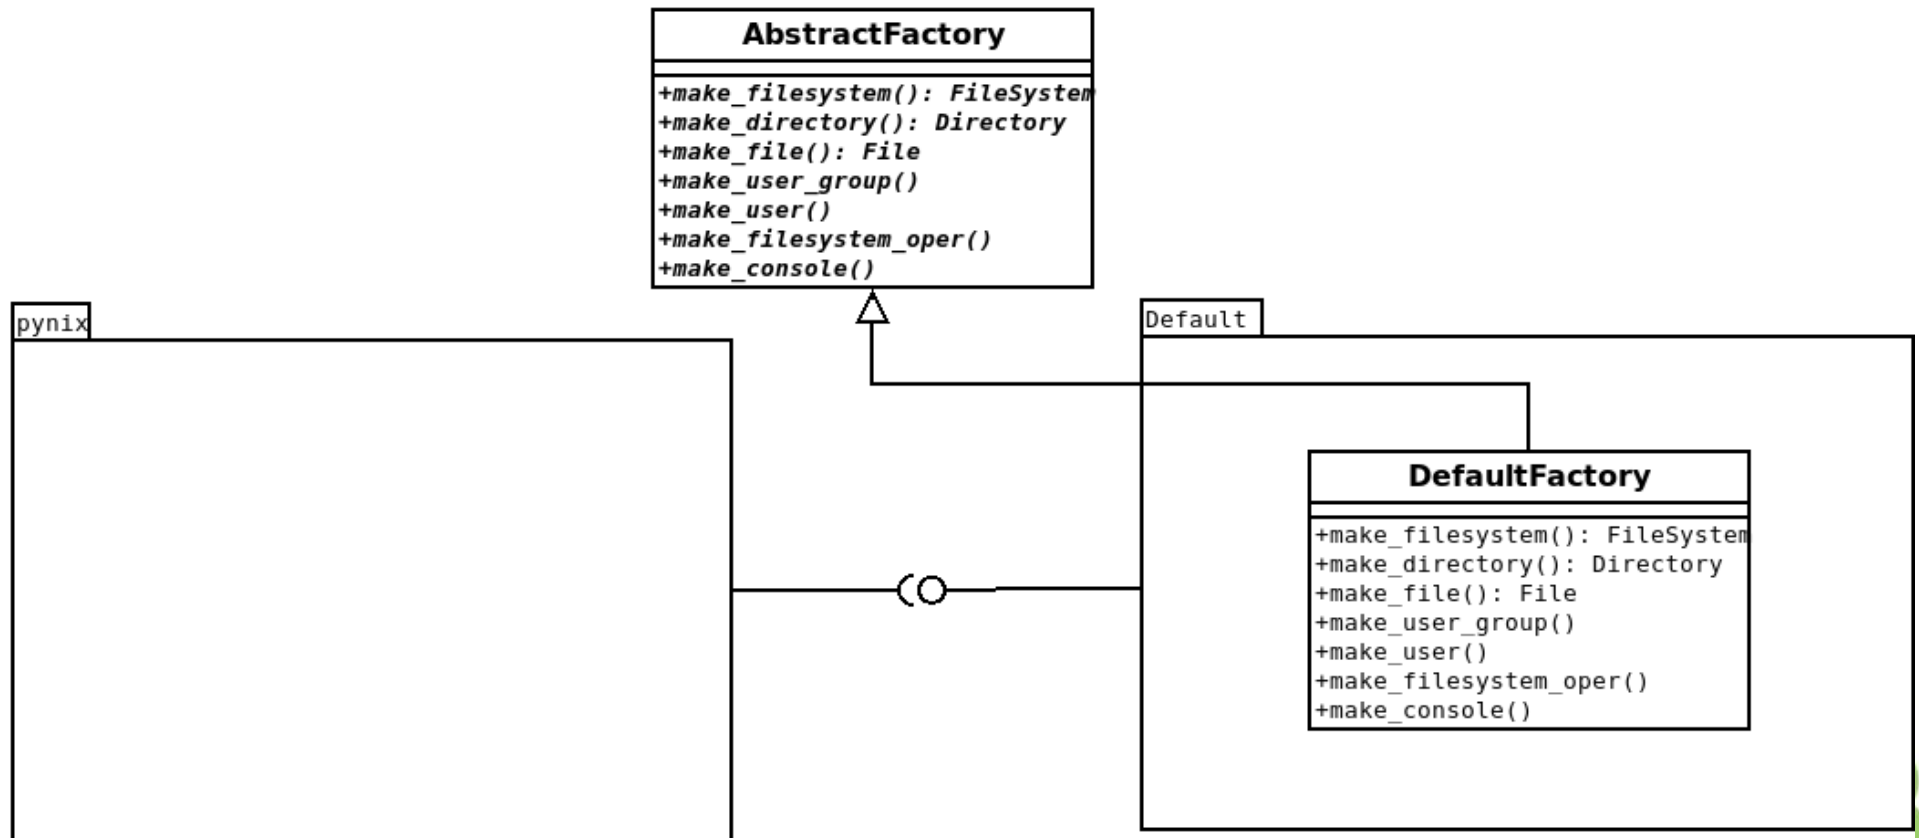 AbstractFactory
+make_filesystem(): FileSystem
+make_directory(): Directory
+make_file(): File
+make_user_group()
+make_user()
+make_filesystem_oper()
+make_console()
pynix
Default
DefaultFactory
+make_filesystem(): FileSystem
+make_directory(): Directory
+make_file(): File
+make_user_group()
+make_user()
+make_filesystem_oper()
+make_console()